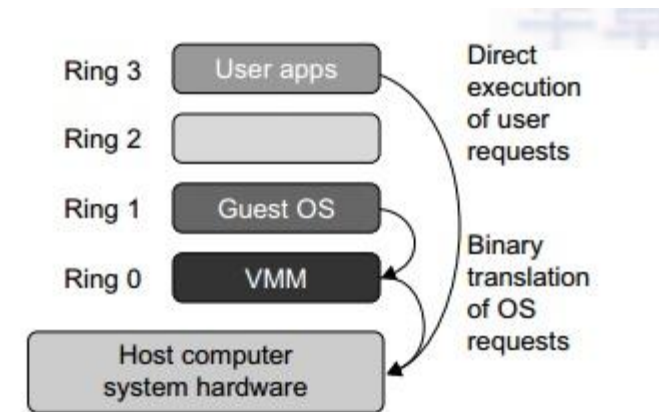 Ring 3
User apps
Direct
execution
of user
requests
Ring 2
Ring 1
Guest OS
Ring 0
VMM
Binary
translation
of OS
requests
Host computer
system hardware